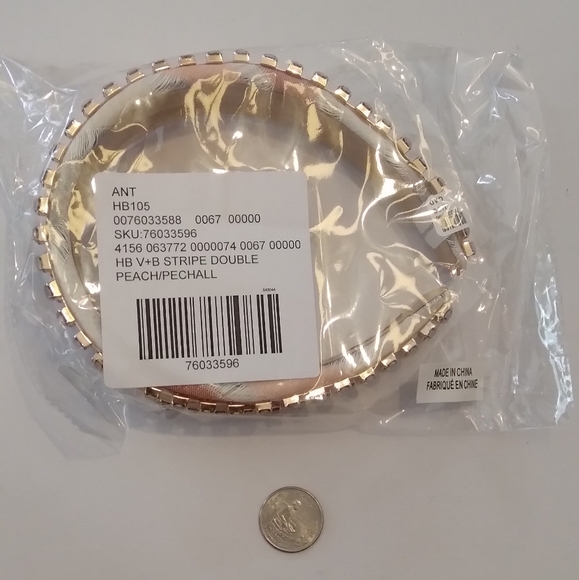 ANT
HB105
0076033588 0067 00000
SKU:76033596
4156 063772 0000074 0067 00000
HB V+B STRIPE DOUBLE
PEACH/PECHALL
76033596
MADE IN CHINA
FABRIQUÉ EN CHINE